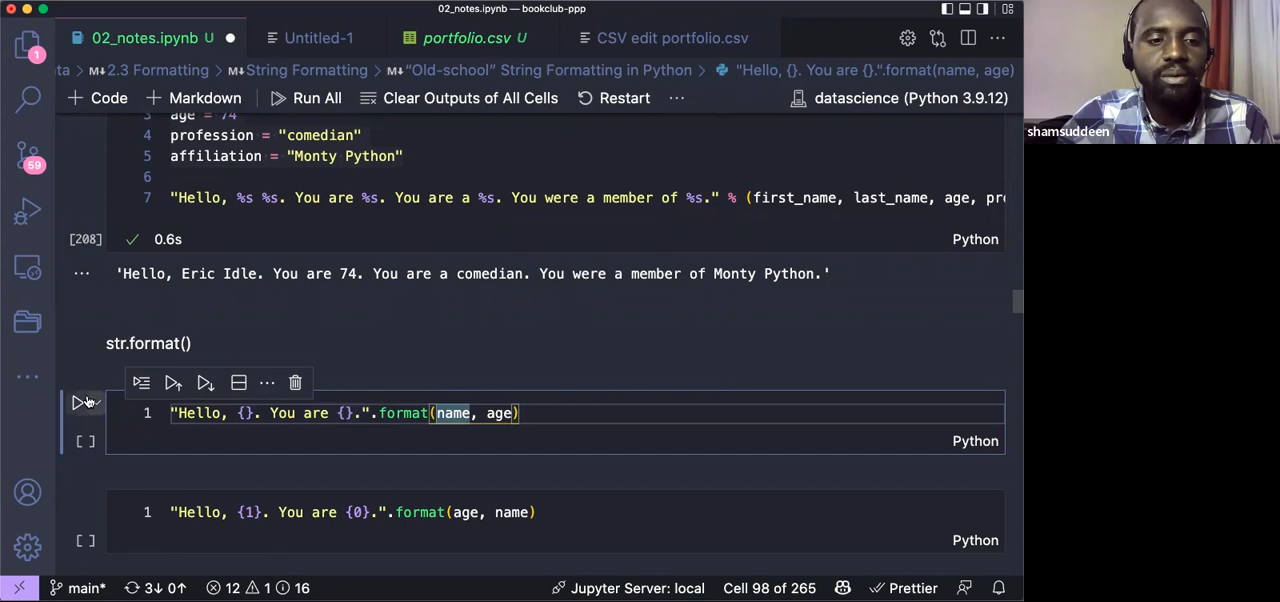 02_notes.ipynb — bookclub-ppp
02_notes.ipynb U Untitled-1 portfolio.csv U CSV edit portfolio.csv
ta > M↓2.3 Formatting > M↓String Formatting > M↓"Old-school" String Formatting in Python > "Hello, {}. You are {}.".format(name, age)
+ Code + Markdown Run All Clear Outputs of All Cells Restart ... datascience (Python 3.9.12)
3 age = 74
4 profession = "comedian"
5 affiliation = "Monty Python"
6
7 "Hello, %s %s. You are %s. You are a %s. You were a member of %s." % (first_name, last_name, age, pro
[208] ✓ 0.6s Python
... 'Hello, Eric Idle. You are 74. You are a comedian. You were a member of Monty Python.'
str.format()
1 "Hello, {}. You are {}.".format(name, age)
[ ] Python
1 "Hello, {1}. You are {0}.".format(age, name)
[ ] Python
main* 3↓ 0↑ 12 1 16 Jupyter Server: local Cell 98 of 265 Prettier
1
59
shamsuddeen